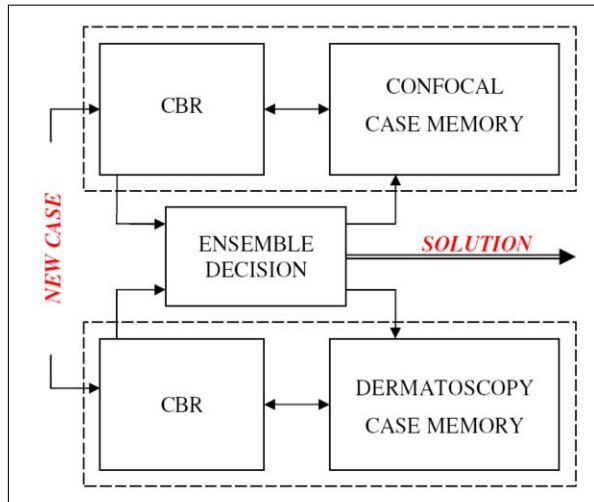 CBR
CONFOCAL
CASE MEMORY
NEW CASE
ENSEMBLE
DECISION
SOLUTION
CBR
DERMATOSCOPY
CASE MEMORY